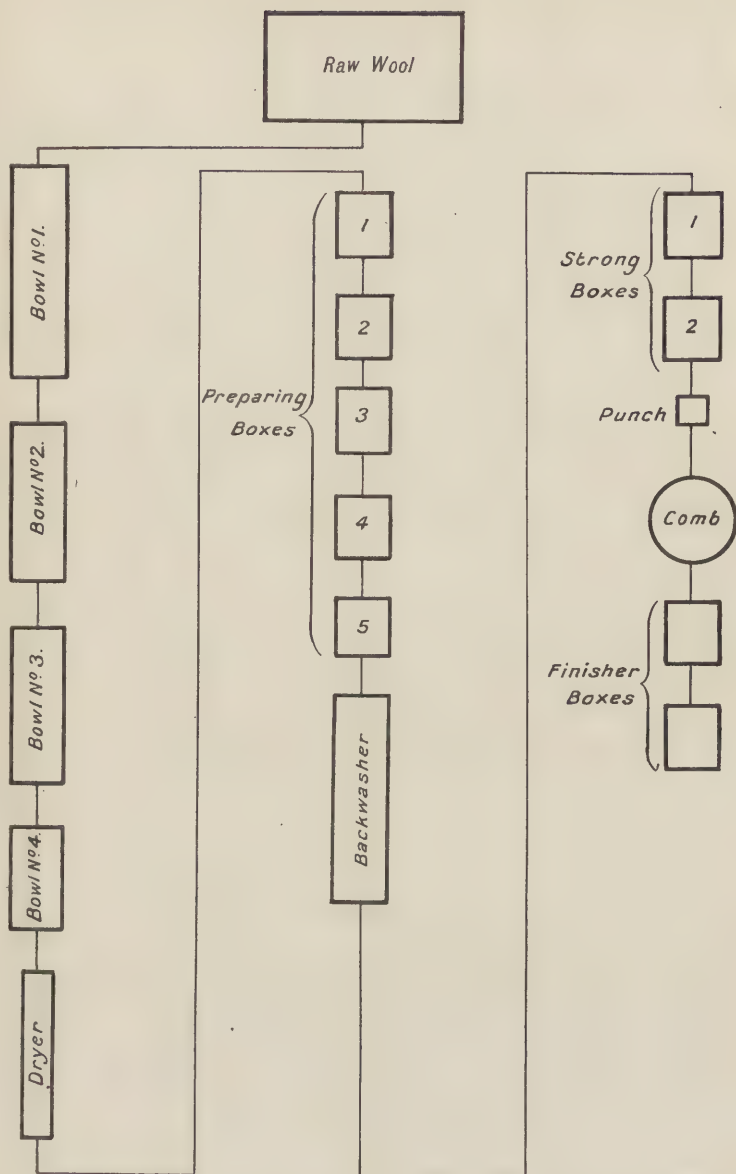 Raw Wool
Bowl Nº1.
Bowl Nº2.
Bowl Nº3.
Bowl Nº4.
Dryer
Preparing
Boxes
1
2
3
4
5
Backwasher
Strong
Boxes
1
2
Punch
Comb
Finisher
Boxes